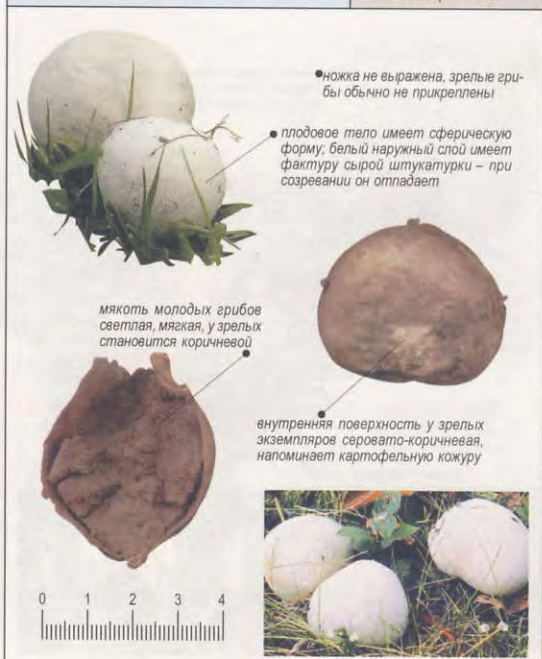 ножка не выражена, зрелые гри-
бы обычно не прикреплены
плодовое тело имеет сферическую
форму; белый наружный слой имеет
фактуру сырой штукатурки – при
созревании он отпадает
мякоть молодых грибов
светлая, мягкая, у зрелых
становится коричневой
внутренняя поверхность у зрелых
экземпляров серовато-коричневая,
напоминает картофельную кожуру
0 1 2 3 4